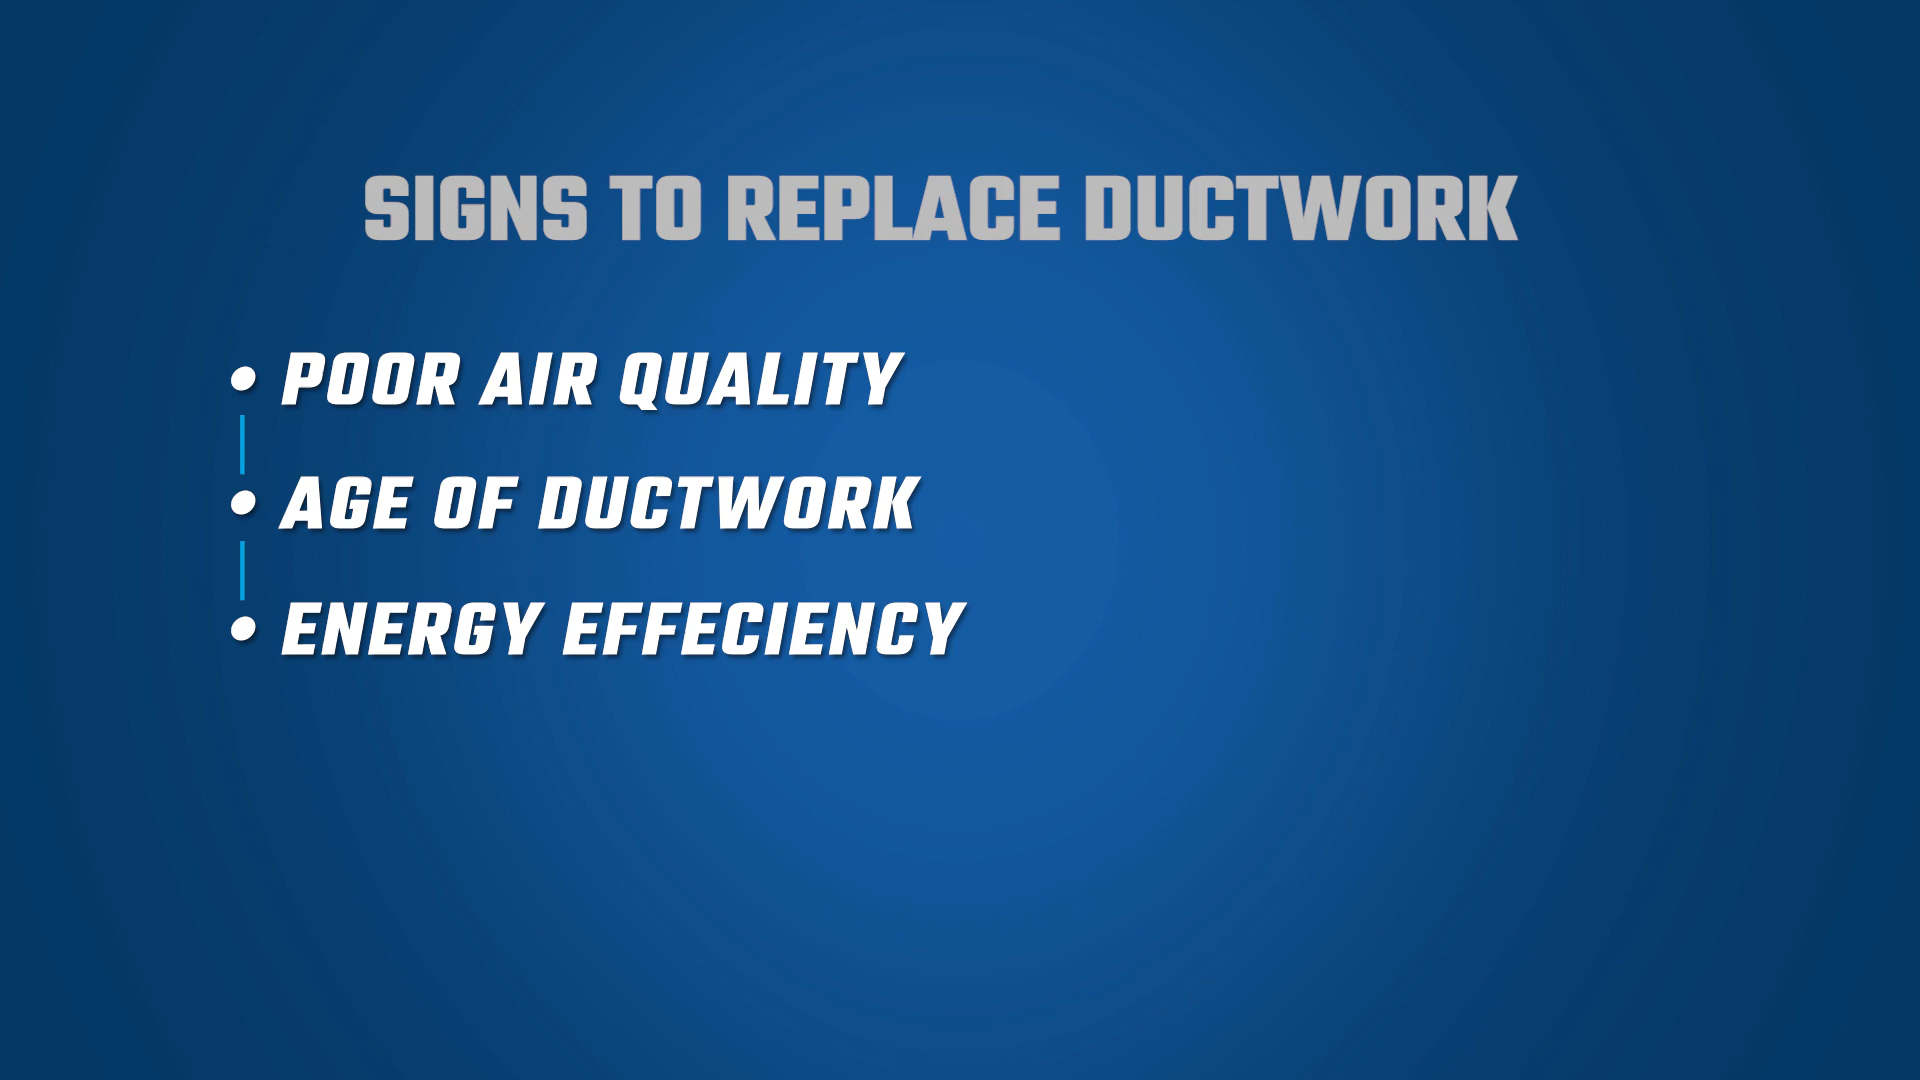 SIGNS TO REPLACE DUCTWORK
• POOR AIR QUALITY
• AGE OF DUCTWORK
• ENERGY EFFECIENCY